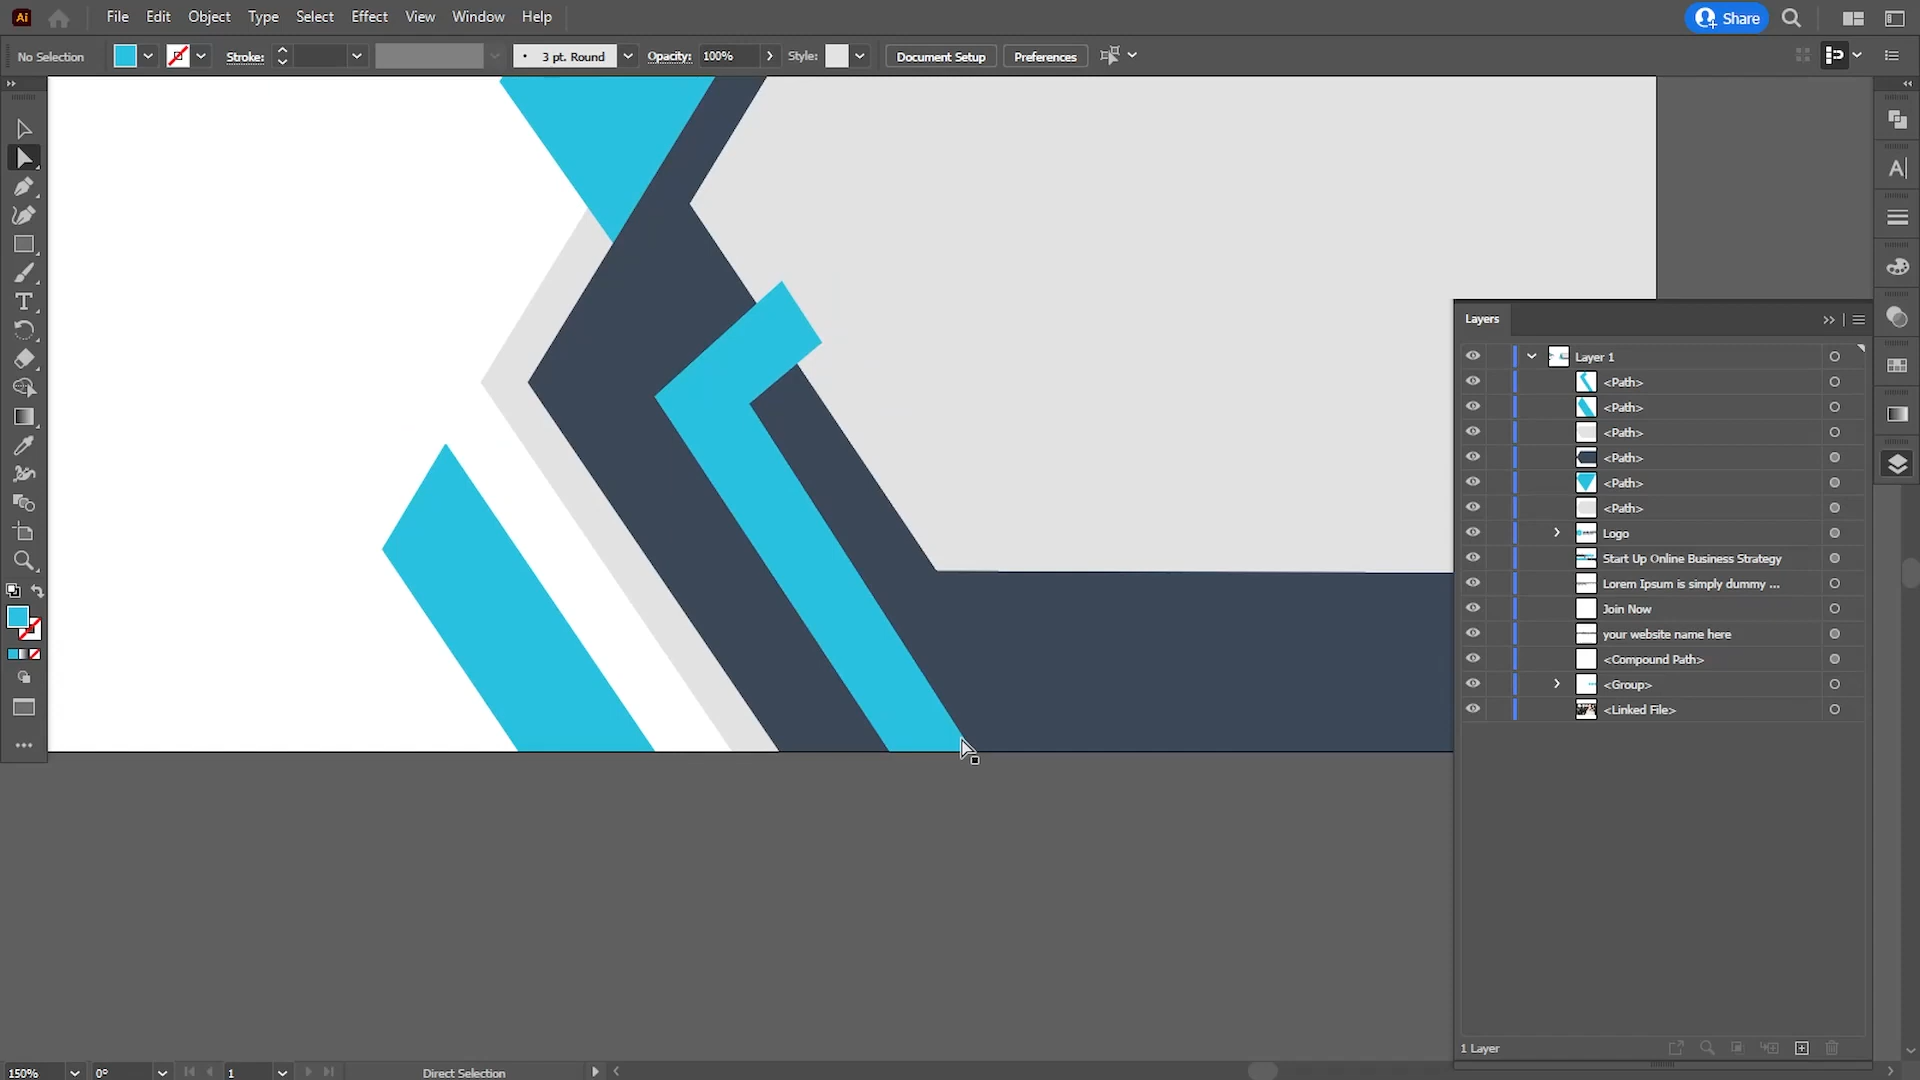 Ai File Edit Object Type Select Effect View Window Help Share
No Selection Stroke: 3 pt. Round Opacity: 100% Style: Document Setup Preferences
Layers
Layer 1
<Path>
<Path>
<Path>
<Path>
<Path>
<Path>
Logo
Start Up Online Business Strategy
Lorem Ipsum is simply dummy ...
Join Now
your website name here
<Compound Path>
<Group>
<Linked File>
1 Layer
150% 0° 1 Direct Selection